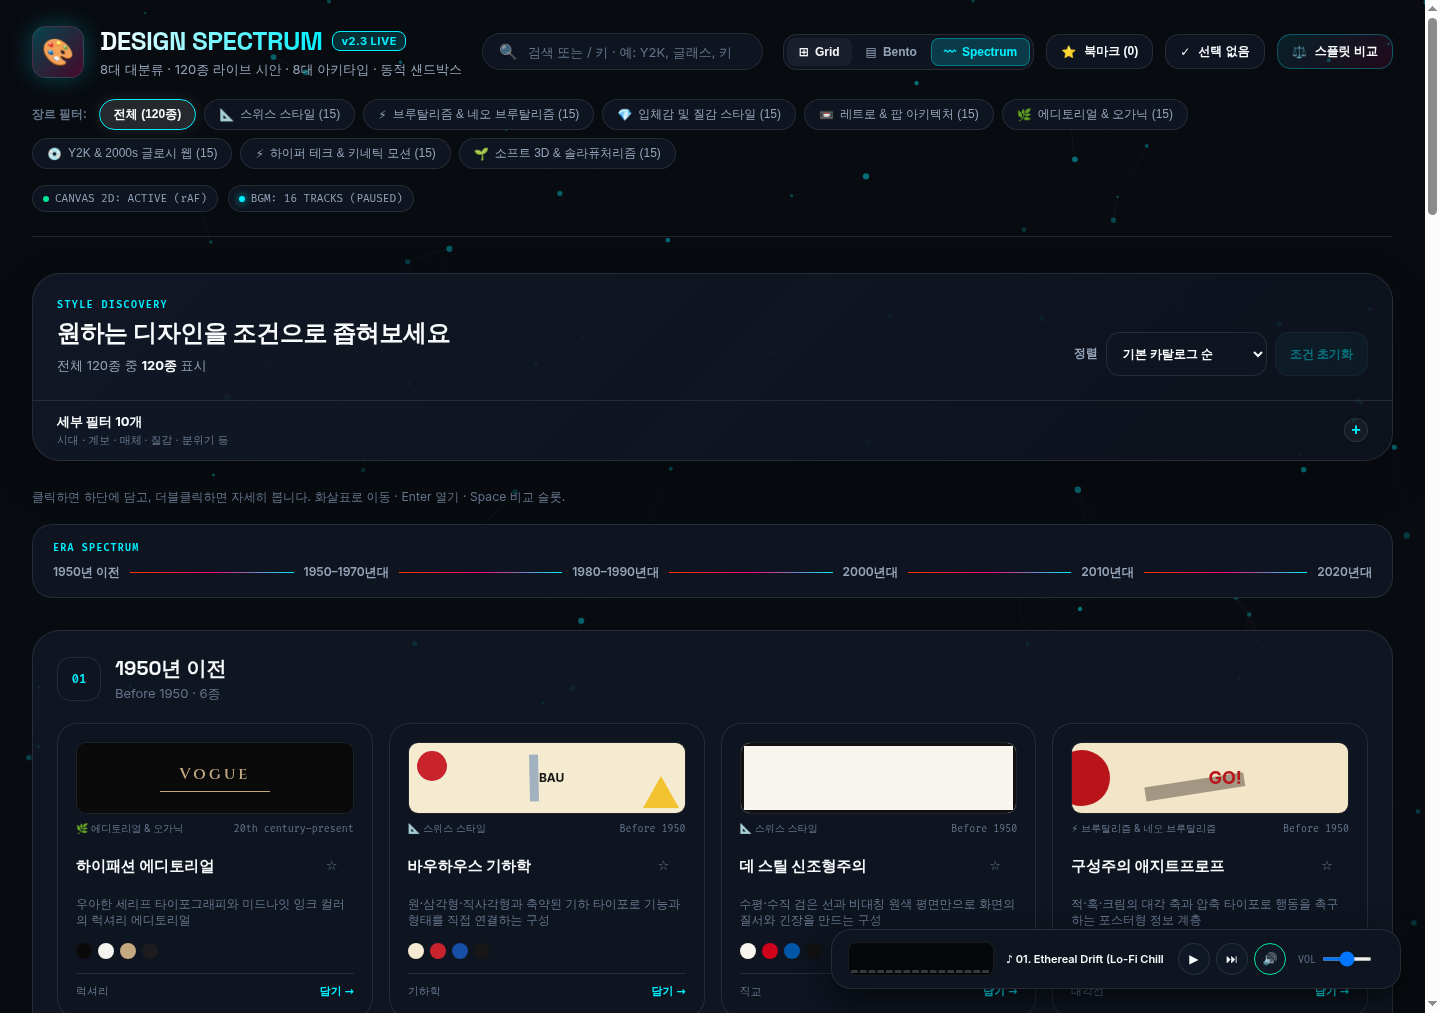 DESIGN SPECTRUM v2.3 LIVE
8대 대분류 · 120종 라이브 시안 · 8대 아키타입 · 동적 샌드박스
검색 또는 / 키 · 예: Y2K, 글래스, 키
Grid Bento Spectrum
북마크 (0)
✓ 선택 없음
스플릿 비교
장르 필터: 전체 (120종) 스위스 스타일 (15) 브루탈리즘 & 네오 브루탈리즘 (15) 입체감 및 질감 스타일 (15) 레트로 & 팝 아키텍처 (15) 에디토리얼 & 오가닉 (15)
Y2K & 2000s 글로시 웹 (15) 하이퍼 테크 & 키네틱 모션 (15) 소프트 3D & 솔라퓨처리즘 (15)
CANVAS 2D: ACTIVE (rAF) BGM: 16 TRACKS (PAUSED)
STYLE DISCOVERY
원하는 디자인을 조건으로 좁혀보세요
전체 120종 중 120종 표시
정렬 기본 카탈로그 순 조건 초기화
세부 필터 10개
시대 · 계보 · 매체 · 질감 · 분위기 등
+
클릭하면 하단에 담고, 더블클릭하면 자세히 봅니다. 화살표로 이동 · Enter 열기 · Space 비교 슬롯.
ERA SPECTRUM
1950년 이전 1950–1970년대 1980–1990년대 2000년대 2010년대 2020년대
01
1950년 이전
Before 1950 · 6종
VOGUE
에디토리얼 & 오가닉 20th century–present
하이패션 에디토리얼 ☆
우아한 세리프 타이포그래피와 미드나잇 잉크 컬러
의 럭셔리 에디토리얼
럭셔리 담기 →
BAU
스위스 스타일 Before 1950
바우하우스 기하학 ☆
원·삼각형·직사각형과 축약된 기하 타이포로 기능과
형태를 직접 연결하는 구성
기하학 담기 →
스위스 스타일 Before 1950
데 스틸 신조형주의 ☆
수평·수직 검은 선과 비대칭 원색 평면만으로 화면의
질서와 긴장을 만드는 구성
직교 담기 →
GO!
브루탈리즘 & 네오 브루탈리즘 Before 1950
구성주의 애지트프로프 ☆
적·흑·크림의 대각 축과 압축 타이포로 행동을 촉구
하는 포스터형 정보 계층
대각선 담기 →
♪ 01. Ethereal Drift (Lo-Fi Chill
VOL